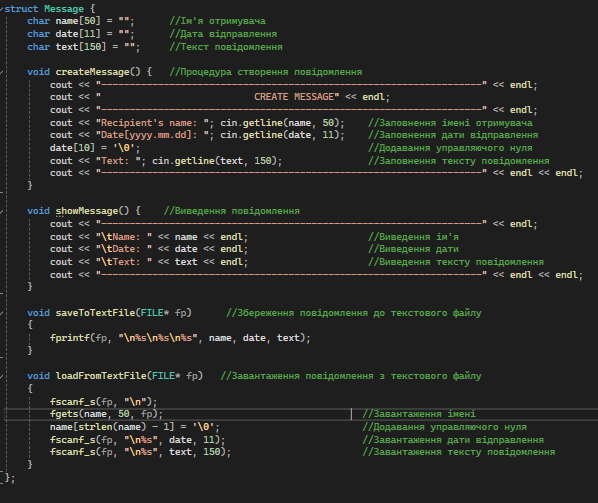 struct Message {
char name[50] = "";      //Ім'я отримувача
char date[11] = "";      //Дата відправлення
char text[150] = "";     //Текст повідомлення
void createMessage() {   //Процедура створення повідомлення
cout << "-------------------------------------------------------------------" << endl;
cout << "                           CREATE MESSAGE" << endl;
cout << "-------------------------------------------------------------------" << endl;
cout << "Recipient's name: "; cin.getline(name, 50);    //Заповнення імені отримувача
cout << "Date[yyyy.mm.dd]: "; cin.getline(date, 11);    //Заповнення дати відправлення
date[10] = '\0';                                        //Додавання управляючого нуля
cout << "Text: "; cin.getline(text, 150);               //Заповнення тексту повідомлення
cout << "-------------------------------------------------------------------" << endl << endl;
}
void showMessage() {    //Виведення повідомлення
cout << "-------------------------------------------------------------------" << endl;
cout << "\tName: " << name << endl;                     //Виведення ім'я
cout << "\tDate: " << date << endl;                     //Виведення дати
cout << "\tText: " << text << endl;                     //Виведення тексту повідомлення
cout << "-------------------------------------------------------------------" << endl << endl;
}
void saveToTextFile(FILE* fp)      //Збереження повідомлення до текстового файлу
{
fprintf(fp, "\n%s\n%s\n%s", name, date, text);
}
void loadFromTextFile(FILE* fp)   //Завантаження повідомлення з текстового файлу
{
fscanf_s(fp, "\n");
fgets(name, 50, fp);                                   //Завантаження імені
name[strlen(name) - 1] = '\0';                         //Додавання управляючого нуля
fscanf_s(fp, "\n%s", date, 11);                        //Завантаження дати відправлення
fscanf_s(fp, "\n%s", text, 150);                       //Завантаження тексту повідомлення
}
};